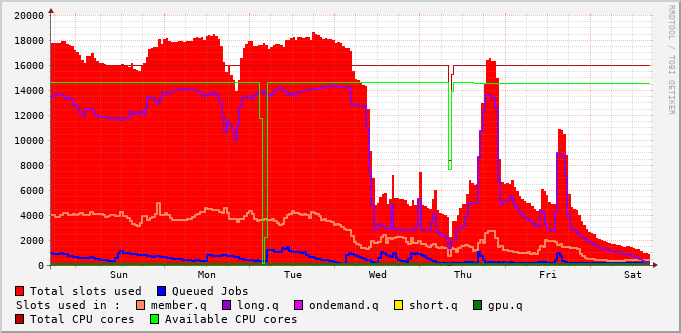 RRDTOOL / TOBI OETIKER
20000
18000
16000
14000
12000
10000
8000
6000
4000
2000
0
Sun Mon Tue Wed Thu Fri Sat
Total slots used Queued Jobs
Slots used in : member.q long.q ondemand.q short.q gpu.q
Total CPU cores Available CPU cores